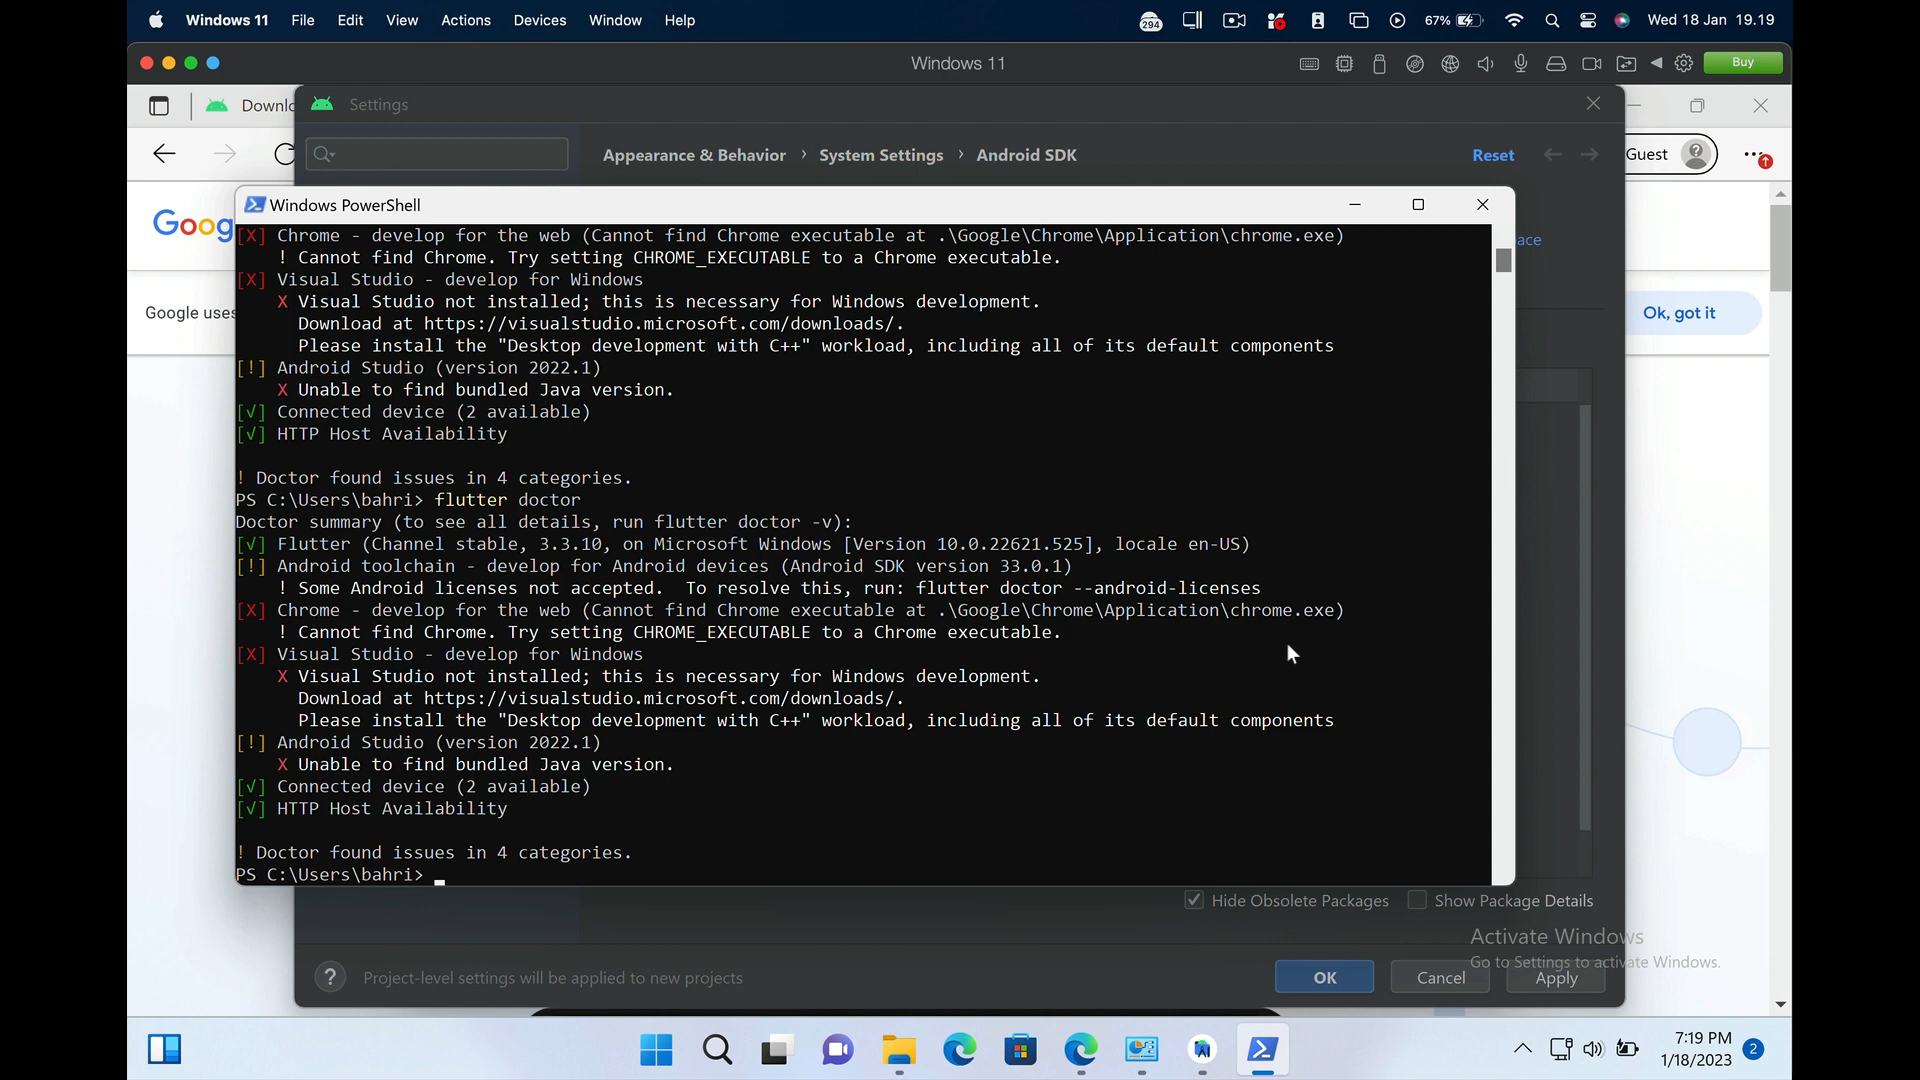 Windows 11 File Edit View Actions Devices Window Help 294 67% Wed 18 Jan 19.19
Windows 11 Buy
Downlo Settings
Appearance & Behavior › System Settings › Android SDK Reset Guest
Goog Windows PowerShell
[X] Chrome - develop for the web (Cannot find Chrome executable at .\Google\Chrome\Application\chrome.exe)
! Cannot find Chrome. Try setting CHROME_EXECUTABLE to a Chrome executable.
[X] Visual Studio - develop for Windows
X Visual Studio not installed; this is necessary for Windows development.
Download at https://visualstudio.microsoft.com/downloads/.
Please install the "Desktop development with C++" workload, including all of its default components
[!] Android Studio (version 2022.1)
X Unable to find bundled Java version.
[√] Connected device (2 available)
[√] HTTP Host Availability
! Doctor found issues in 4 categories.
PS C:\Users\bahri> flutter doctor
Doctor summary (to see all details, run flutter doctor -v):
[√] Flutter (Channel stable, 3.3.10, on Microsoft Windows [Version 10.0.22621.525], locale en-US)
[!] Android toolchain - develop for Android devices (Android SDK version 33.0.1)
! Some Android licenses not accepted.  To resolve this, run: flutter doctor --android-licenses
[X] Chrome - develop for the web (Cannot find Chrome executable at .\Google\Chrome\Application\chrome.exe)
! Cannot find Chrome. Try setting CHROME_EXECUTABLE to a Chrome executable.
[X] Visual Studio - develop for Windows
X Visual Studio not installed; this is necessary for Windows development.
Download at https://visualstudio.microsoft.com/downloads/.
Please install the "Desktop development with C++" workload, including all of its default components
[!] Android Studio (version 2022.1)
X Unable to find bundled Java version.
[√] Connected device (2 available)
[√] HTTP Host Availability
! Doctor found issues in 4 categories.
PS C:\Users\bahri>
ace
Google uses
Ok, got it
Hide Obsolete Packages Show Package Details
Activate Windows
Go to Settings to activate Windows.
? Project-level settings will be applied to new projects OK Cancel Apply
7:19 PM
1/18/2023 2